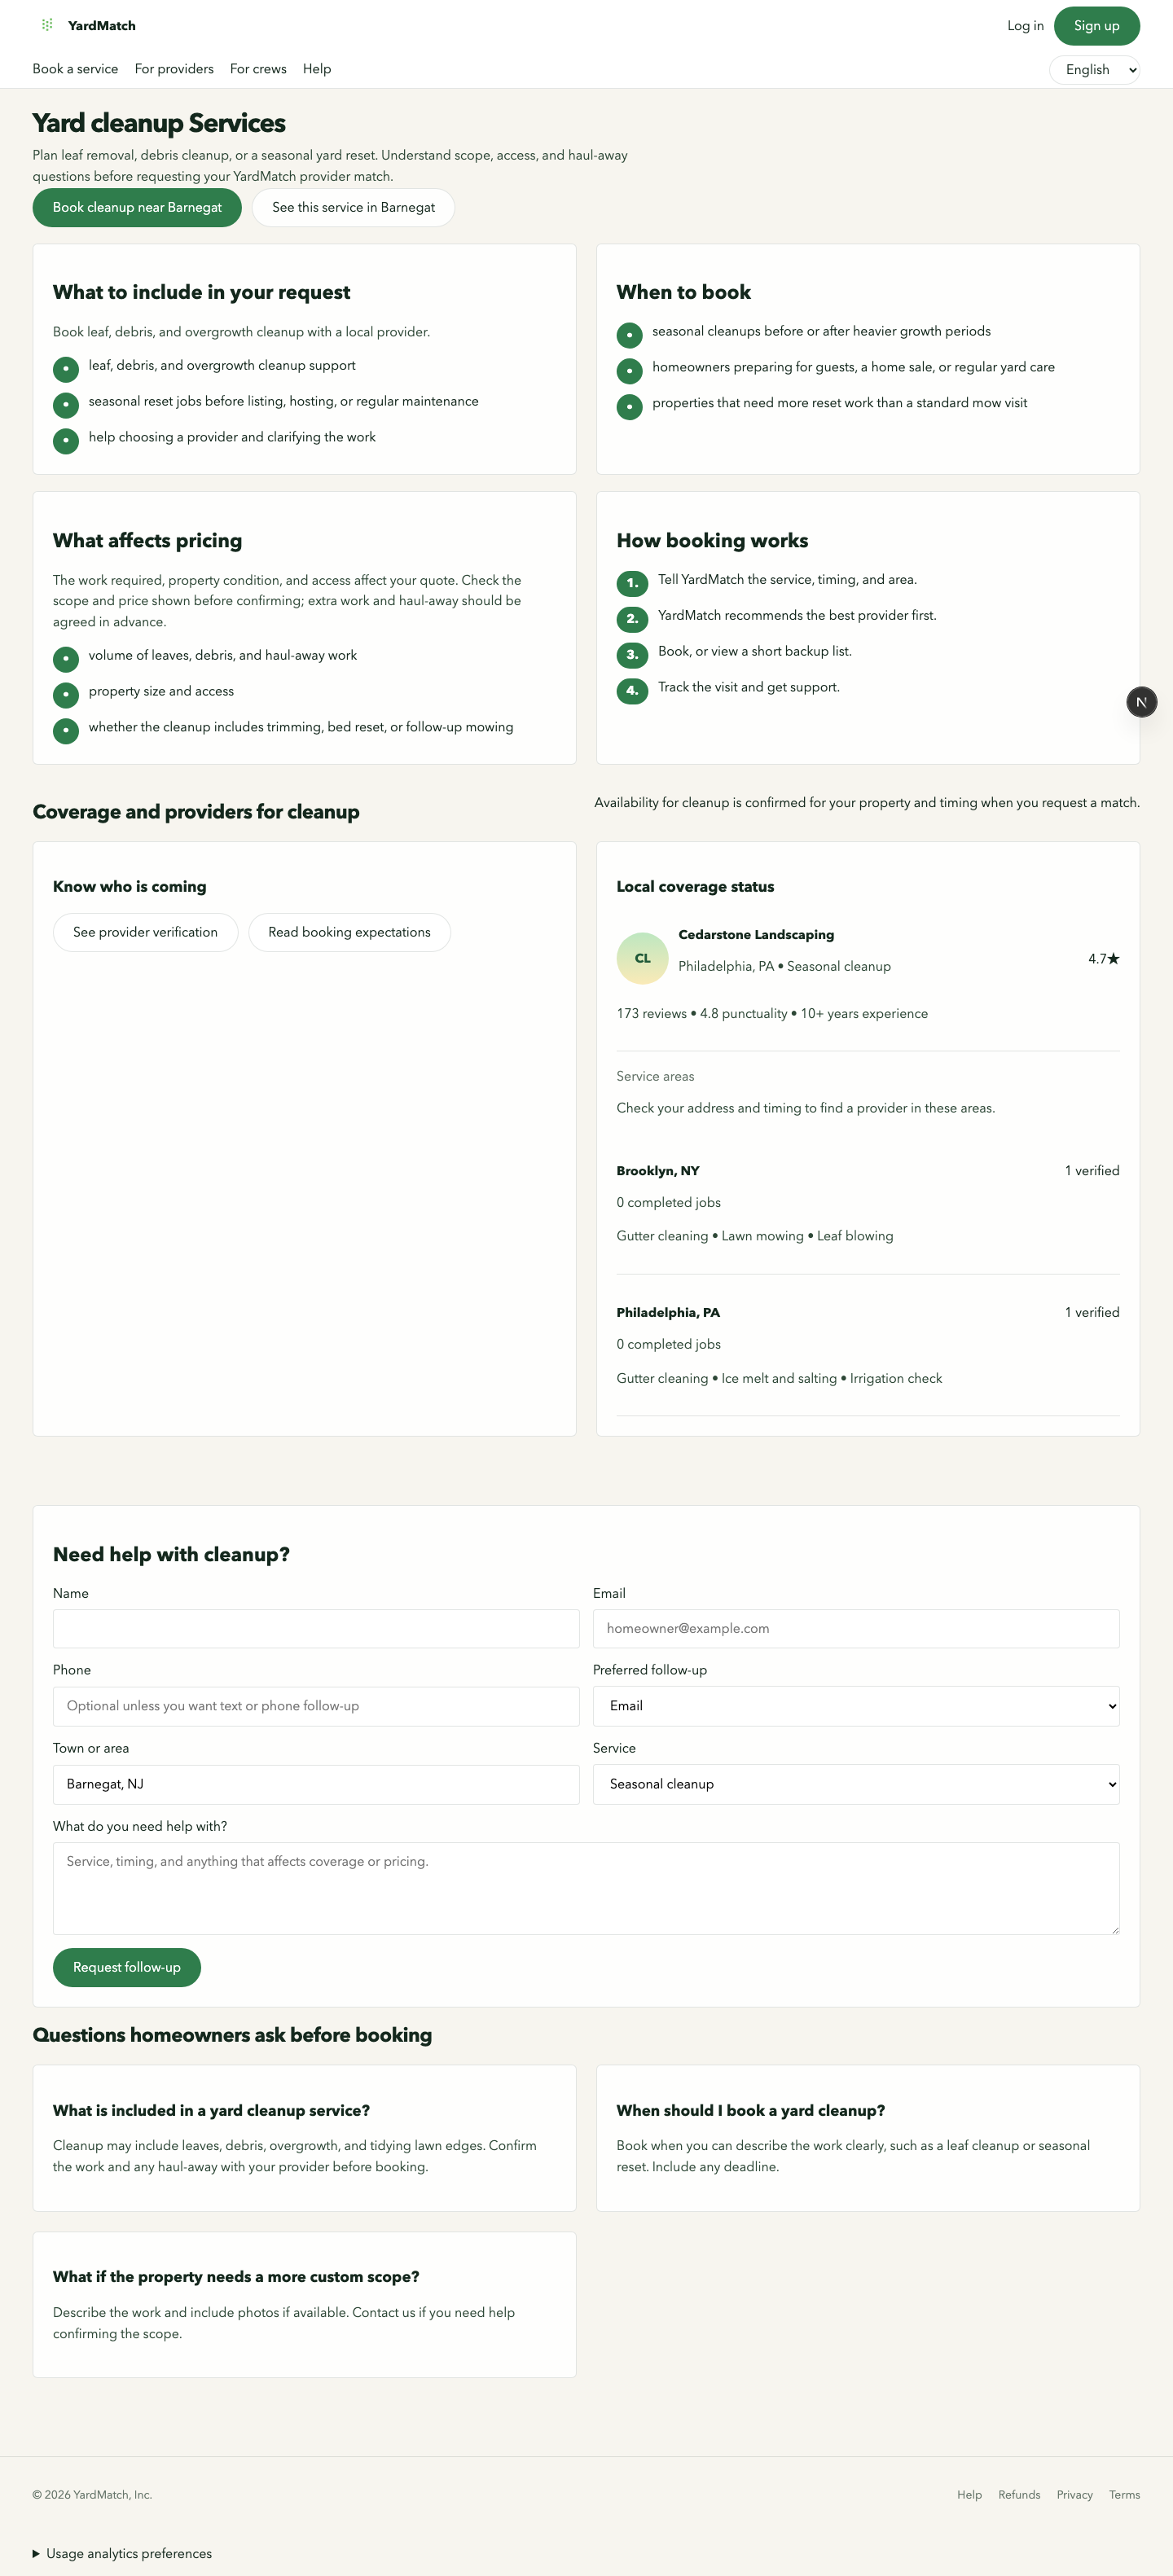 YardMatch
Log in
Sign up
Book a service
For providers
For crews
Help
English
Yard cleanup Services
Plan leaf removal, debris cleanup, or a seasonal yard reset. Understand scope, access, and haul-away
questions before requesting your YardMatch provider match.
Book cleanup near Barnegat
See this service in Barnegat
What to include in your request
Book leaf, debris, and overgrowth cleanup with a local provider.
• leaf, debris, and overgrowth cleanup support
• seasonal reset jobs before listing, hosting, or regular maintenance
• help choosing a provider and clarifying the work
When to book
• seasonal cleanups before or after heavier growth periods
• homeowners preparing for guests, a home sale, or regular yard care
• properties that need more reset work than a standard mow visit
What affects pricing
The work required, property condition, and access affect your quote. Check the
scope and price shown before confirming; extra work and haul-away should be
agreed in advance.
• volume of leaves, debris, and haul-away work
• property size and access
• whether the cleanup includes trimming, bed reset, or follow-up mowing
How booking works
1. Tell YardMatch the service, timing, and area.
2. YardMatch recommends the best provider first.
3. Book, or view a short backup list.
4. Track the visit and get support.
N
Coverage and providers for cleanup
Availability for cleanup is confirmed for your property and timing when you request a match.
Know who is coming
See provider verification
Read booking expectations
Local coverage status
CL
Cedarstone Landscaping
Philadelphia, PA • Seasonal cleanup
4.7★
173 reviews • 4.8 punctuality • 10+ years experience
Service areas
Check your address and timing to find a provider in these areas.
Brooklyn, NY
1 verified
0 completed jobs
Gutter cleaning • Lawn mowing • Leaf blowing
Philadelphia, PA
1 verified
0 completed jobs
Gutter cleaning • Ice melt and salting • Irrigation check
Need help with cleanup?
Name
Email
homeowner@example.com
Phone
Optional unless you want text or phone follow-up
Preferred follow-up
Email
Town or area
Barnegat, NJ
Service
Seasonal cleanup
What do you need help with?
Service, timing, and anything that affects coverage or pricing.
Request follow-up
Questions homeowners ask before booking
What is included in a yard cleanup service?
Cleanup may include leaves, debris, overgrowth, and tidying lawn edges. Confirm
the work and any haul-away with your provider before booking.
When should I book a yard cleanup?
Book when you can describe the work clearly, such as a leaf cleanup or seasonal
reset. Include any deadline.
What if the property needs a more custom scope?
Describe the work and include photos if available. Contact us if you need help
confirming the scope.
© 2026 YardMatch, Inc.
Help
Refunds
Privacy
Terms
Usage analytics preferences